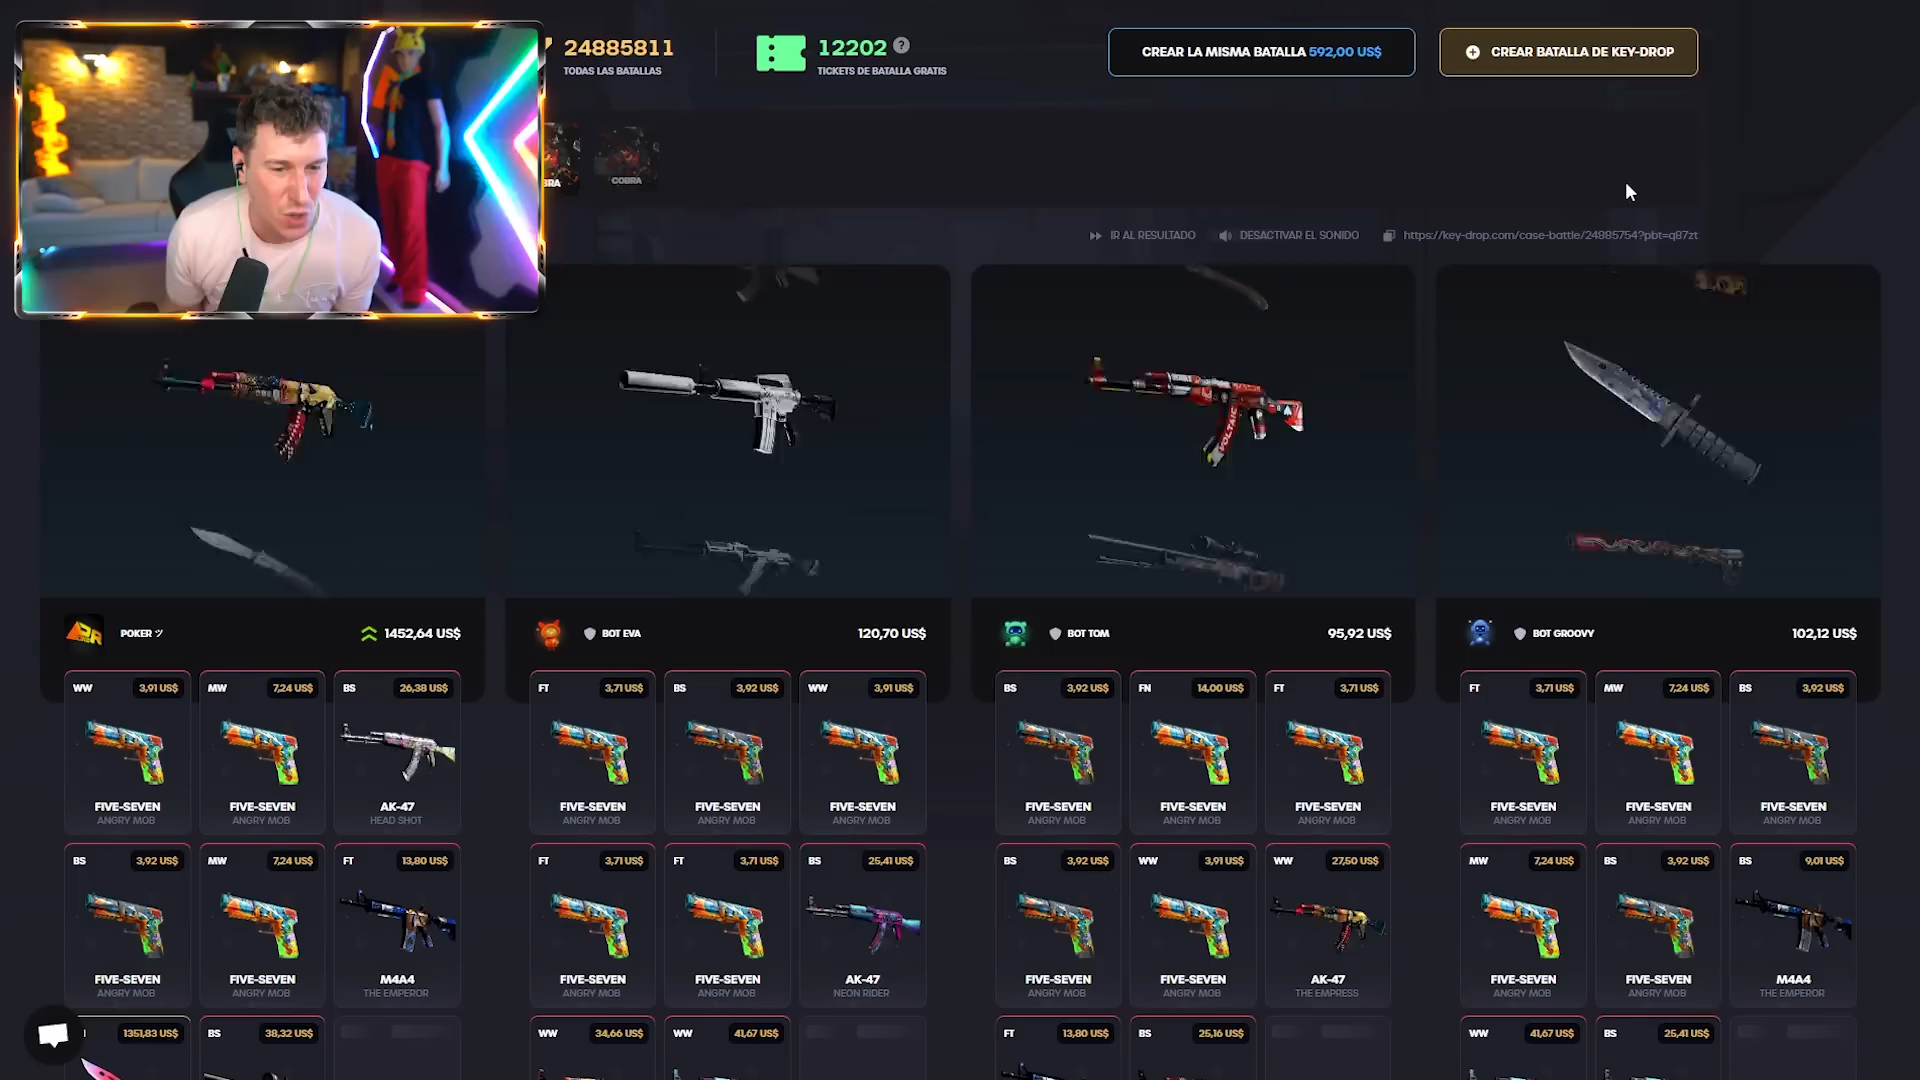 24885811
TODAS LAS BATALLAS
12202
TICKETS DE BATALLA GRATIS
CREAR LA MISMA BATALLA 592,00 US$
CREAR BATALLA DE KEY-DROP
COBRA
IR AL RESULTADO
DESACTIVAR EL SONIDO
https://key-drop.com/case-battle/24885754?pbt=q87zt
POKER ツ
1452,64 US$
BOT EVA
120,70 US$
BOT TOM
95,92 US$
BOT GROOVY
102,12 US$
WW 3,91 US$
MW 7,24 US$
BS 26,38 US$
FT 3,71 US$
BS 3,92 US$
WW 3,91 US$
BS 3,92 US$
FN 14,00 US$
FT 3,71 US$
FT 3,71 US$
MW 7,24 US$
BS 3,92 US$
FIVE-SEVEN
ANGRY MOB
FIVE-SEVEN
ANGRY MOB
AK-47
HEAD SHOT
FIVE-SEVEN
ANGRY MOB
FIVE-SEVEN
ANGRY MOB
FIVE-SEVEN
ANGRY MOB
FIVE-SEVEN
ANGRY MOB
FIVE-SEVEN
ANGRY MOB
FIVE-SEVEN
ANGRY MOB
FIVE-SEVEN
ANGRY MOB
FIVE-SEVEN
ANGRY MOB
FIVE-SEVEN
ANGRY MOB
BS 3,92 US$
MW 7,24 US$
FT 13,80 US$
FT 3,71 US$
FT 3,71 US$
BS 25,41 US$
BS 3,92 US$
WW 3,91 US$
WW 27,50 US$
MW 7,24 US$
BS 3,92 US$
BS 9,01 US$
FIVE-SEVEN
ANGRY MOB
FIVE-SEVEN
ANGRY MOB
M4A4
THE EMPEROR
FIVE-SEVEN
ANGRY MOB
FIVE-SEVEN
ANGRY MOB
AK-47
NEON RIDER
FIVE-SEVEN
ANGRY MOB
FIVE-SEVEN
ANGRY MOB
AK-47
THE EMPRESS
FIVE-SEVEN
ANGRY MOB
FIVE-SEVEN
ANGRY MOB
M4A4
THE EMPEROR
1351,83 US$
BS 38,32 US$
WW 34,66 US$
WW 41,67 US$
FT 13,80 US$
BS 25,16 US$
WW 41,67 US$
BS 25,41 US$